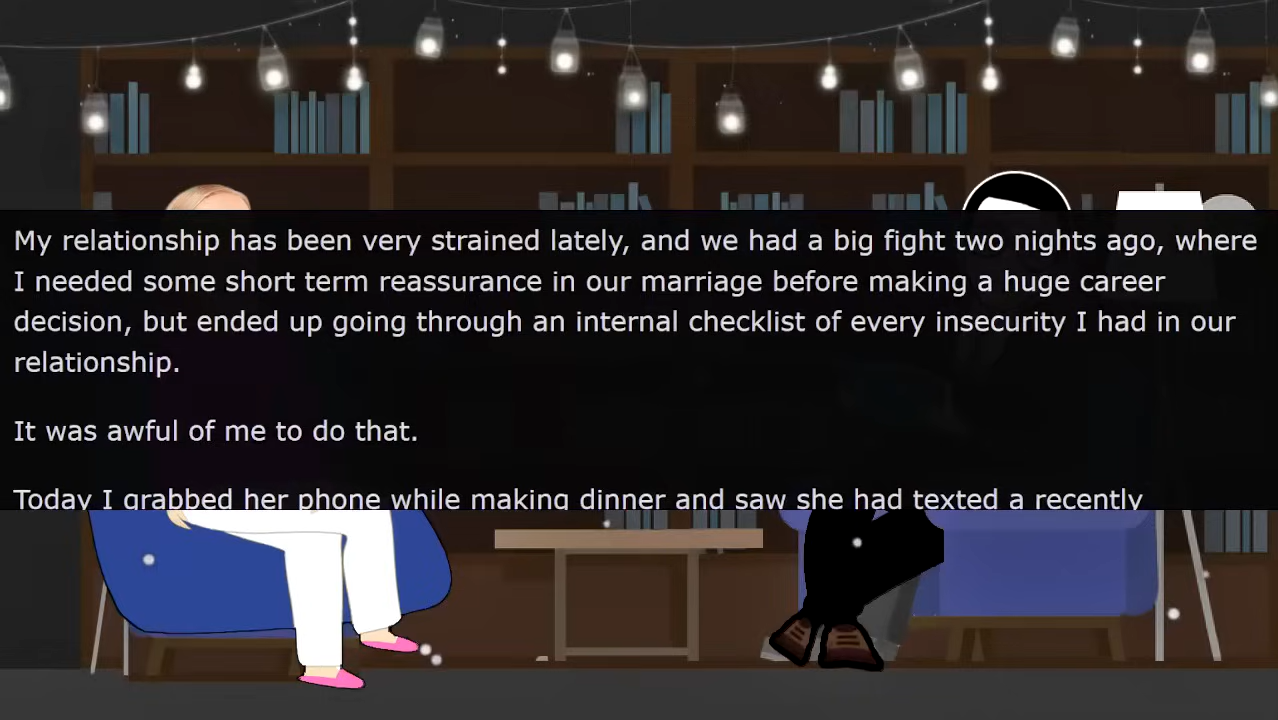 My relationship has been very strained lately, and we had a big fight two nights ago, where
I needed some short term reassurance in our marriage before making a huge career
decision, but ended up going through an internal checklist of every insecurity I had in our
relationship.
It was awful of me to do that.
Today I grabbed her phone while making dinner and saw she had texted a recently